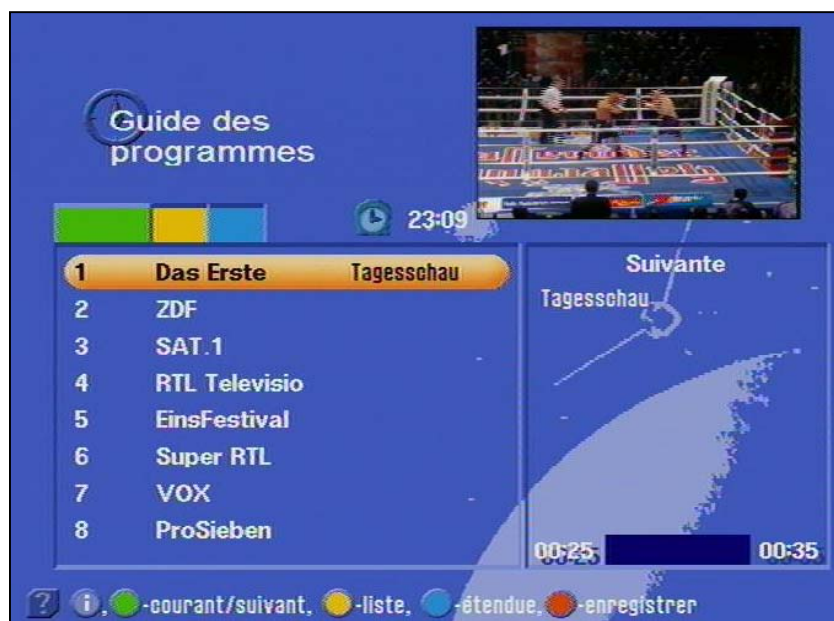 Guide des
programmes
23:09
1 Das Erste Tagesschau
2 ZDF
3 SAT.1
4 RTL Televisio
5 EinsFestival
6 Super RTL
7 VOX
8 ProSieben
Suivante
Tagesschau
00:25 00:35
? i, -courant/suivant, -liste, -étendue, -enregistrer